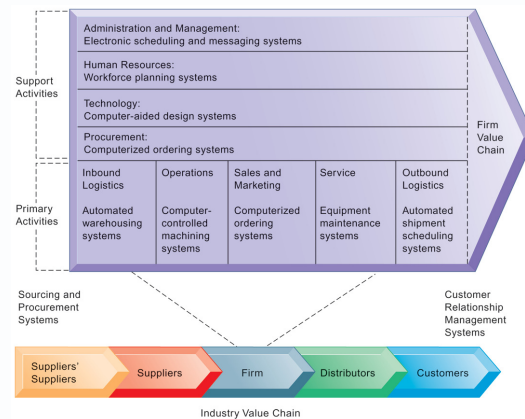 Administration and Management:
Electronic scheduling and messaging systems
Human Resources:
Workforce planning systems
Support
Activities
Technology:
Computer-aided design systems
Procurement:
Computerized ordering systems
Firm
Value
Chain
Primary
Activities
Inbound
Logistics
Automated
warehousing
systems
Operations
Computer-
controlled
machining
systems
Sales and
Marketing
Computerized
ordering
systems
Service
Equipment
maintenance
systems
Outbound
Logistics
Automated
shipment
scheduling
systems
Sourcing and
Procurement
Systems
Customer
Relationship
Management
Systems
Suppliers'
Suppliers
Suppliers
Firm
Distributors
Customers
Industry Value Chain